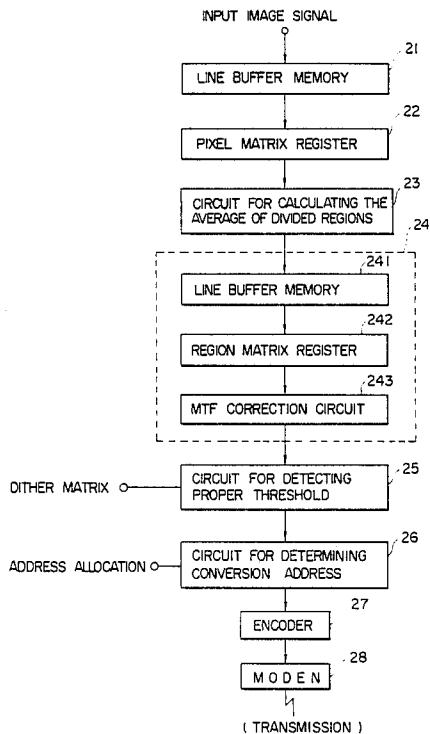 INPUT IMAGE SIGNAL
21
LINE BUFFER MEMORY
22
PIXEL MATRIX REGISTER
23
CIRCUIT FOR CALCULATING THE
AVERAGE OF DIVIDED REGIONS
24
241
LINE BUFFER MEMORY
242
REGION MATRIX REGISTER
243
MTF CORRECTION CIRCUIT
25
DITHER MATRIX
CIRCUIT FOR DETECTING
PROPER THRESHOLD
26
ADDRESS ALLOCATION
CIRCUIT FOR DETERMINING
CONVERSION ADDRESS
27
ENCODER
28
MODEN
( TRANSMISSION )